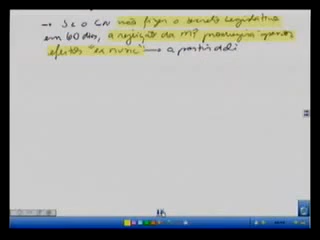 → Se o CN não fizer o decreto legislativo
em 60 dias, a rejeição da MP produzirá apenas
efeitos "ex nunc" → a partir dali